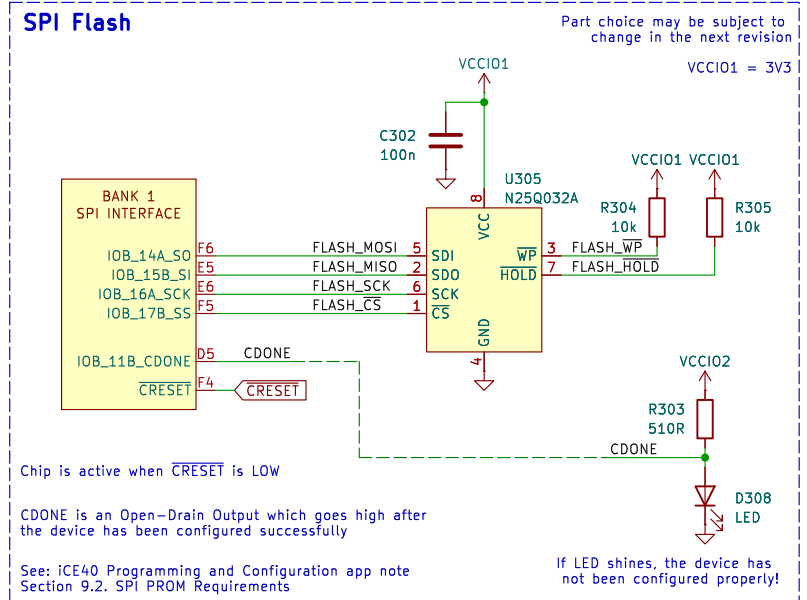 SPI Flash
Part choice may be subject to
change in the next revision
VCCIO1 = 3V3
VCCIO1
C302
100n
U305
N25Q032A
VCCIO1
VCCIO1
R304
10k
R305
10k
BANK 1
SPI INTERFACE
8
VCC
IOB_14A_SO
F6
FLASH_MOSI
5
SDI
WP
3
FLASH_WP
IOB_15B_SI
E5
FLASH_MISO
2
SDO
HOLD
7
FLASH_HOLD
IOB_16A_SCK
E6
FLASH_SCK
6
SCK
IOB_17B_SS
F5
FLASH_CS
1
CS
GND
4
IOB_11B_CDONE
D5
CDONE
CRESET
F4
CRESET
VCCIO2
R303
510R
CDONE
D308
LED
Chip is active when CRESET is LOW
CDONE is an Open-Drain Output which goes high after
the device has been configured successfully
See: iCE40 Programming and Configuration app note
Section 9.2. SPI PROM Requirements
If LED shines, the device has
not been configured properly!